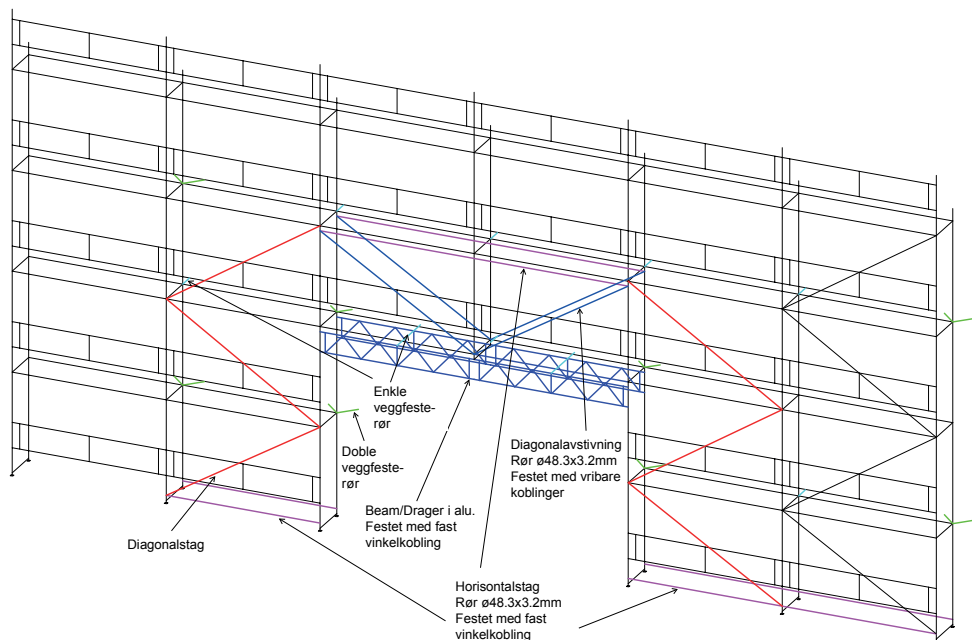 Enkle
veggfeste-
rør
Doble
veggfeste-
rør
Diagonalavstivning
Rør ø48.3x3.2mm
Festet med vribare
koblinger
Beam/Drager i alu.
Festet med fast
vinkelkobling
Diagonalstag
Horisontalstag
Rør ø48.3x3.2mm
Festet med fast
vinkelkobling